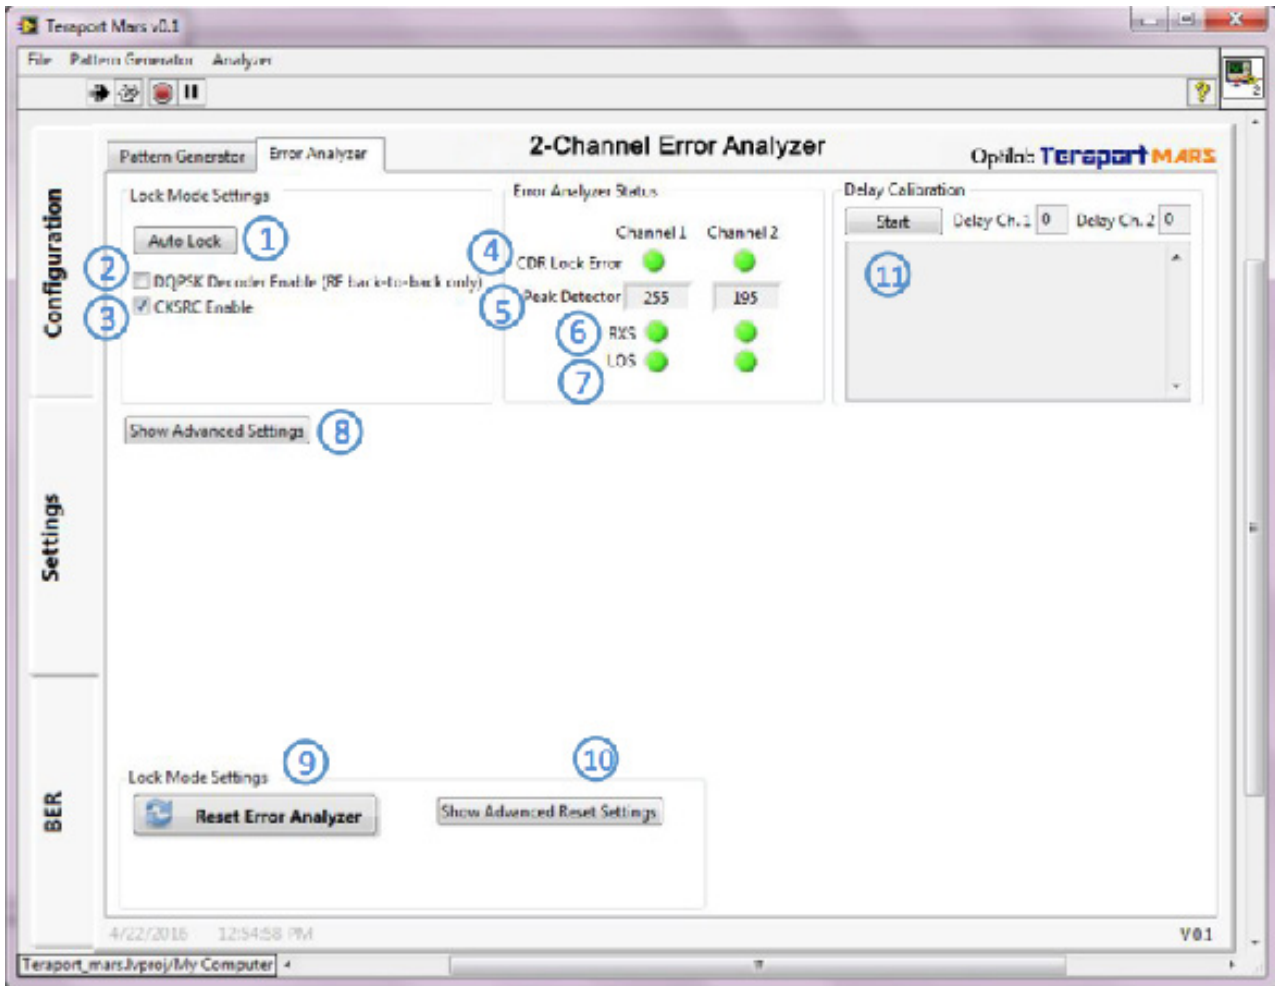 Teraport Mars v0.1
File Pattern Generator Analyzer
2
Pattern Generator Error Analyzer 2-Channel Error Analyzer Optilab Teraport MARS
Configuration
Lock Mode Settings
Auto Lock 1
2 DQPSK Decoder Enable (RF back-to-back only)
3 CKSRC Enable
Error Analyzer Status
Channel 1 Channel 2
4 CDR Lock Error
5 Peak Detector 255 195
6 RXS
7 LOS
Delay Calibration
Start Delay Ch. 1 0 Delay Ch. 2 0
11
Show Advanced Settings 8
Settings
BER
Lock Mode Settings 9
10
Reset Error Analyzer Show Advanced Reset Settings
4/22/2016 12:54:58 PM V 0.1
Teraport_mars.lvproj/My Computer